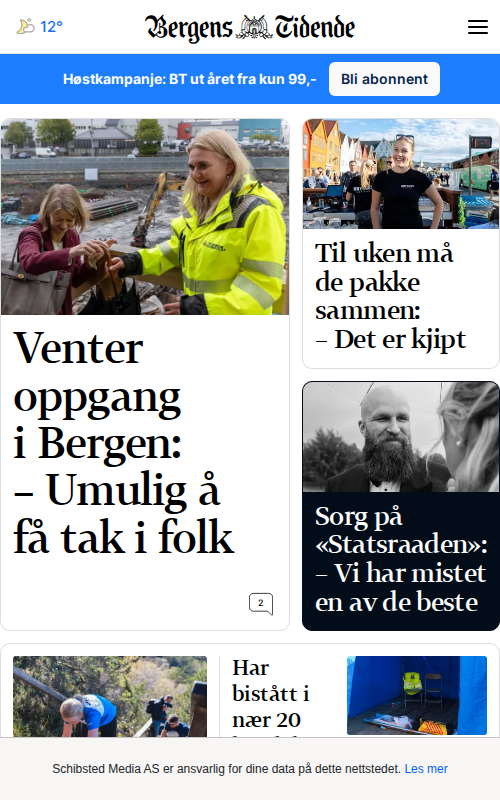 12°
Bergens Tidende
Høstkampanje: BT ut året fra kun 99,-
Bli abonnent
Venter
oppgang
i Bergen:
– Umulig å
få tak i folk
2
Til uken må
de pakke
sammen:
– Det er kjipt
Sorg på
«Statsraaden»:
– Vi har mistet
en av de beste
Har
bistått i
nær 20
Schibsted Media AS er ansvarlig for dine data på dette nettstedet. Les mer